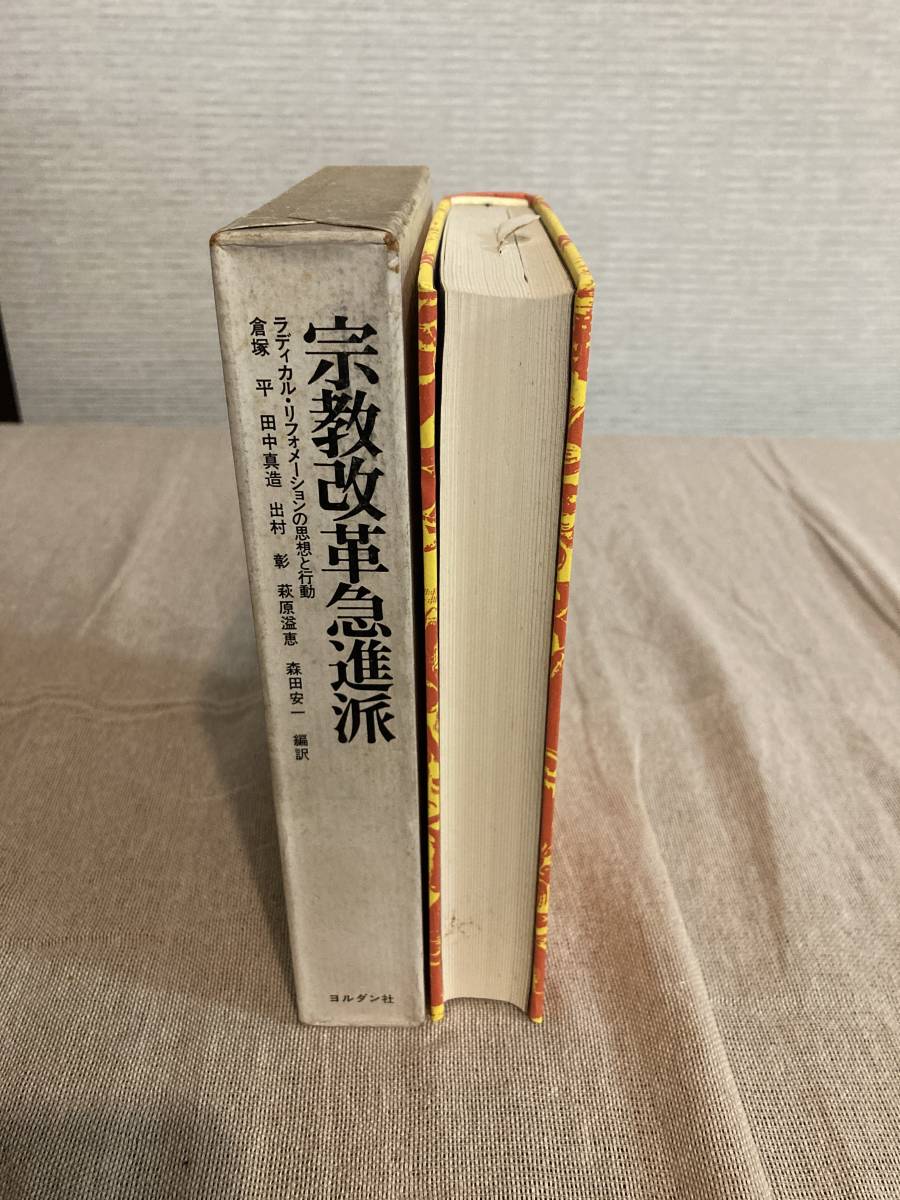 宗教改革急進派
ラディカル・リフォメーションの思想と行動
倉塚 平 田中真造 出村 彰 萩原溢恵 森田安一 編訳
ヨルダン社